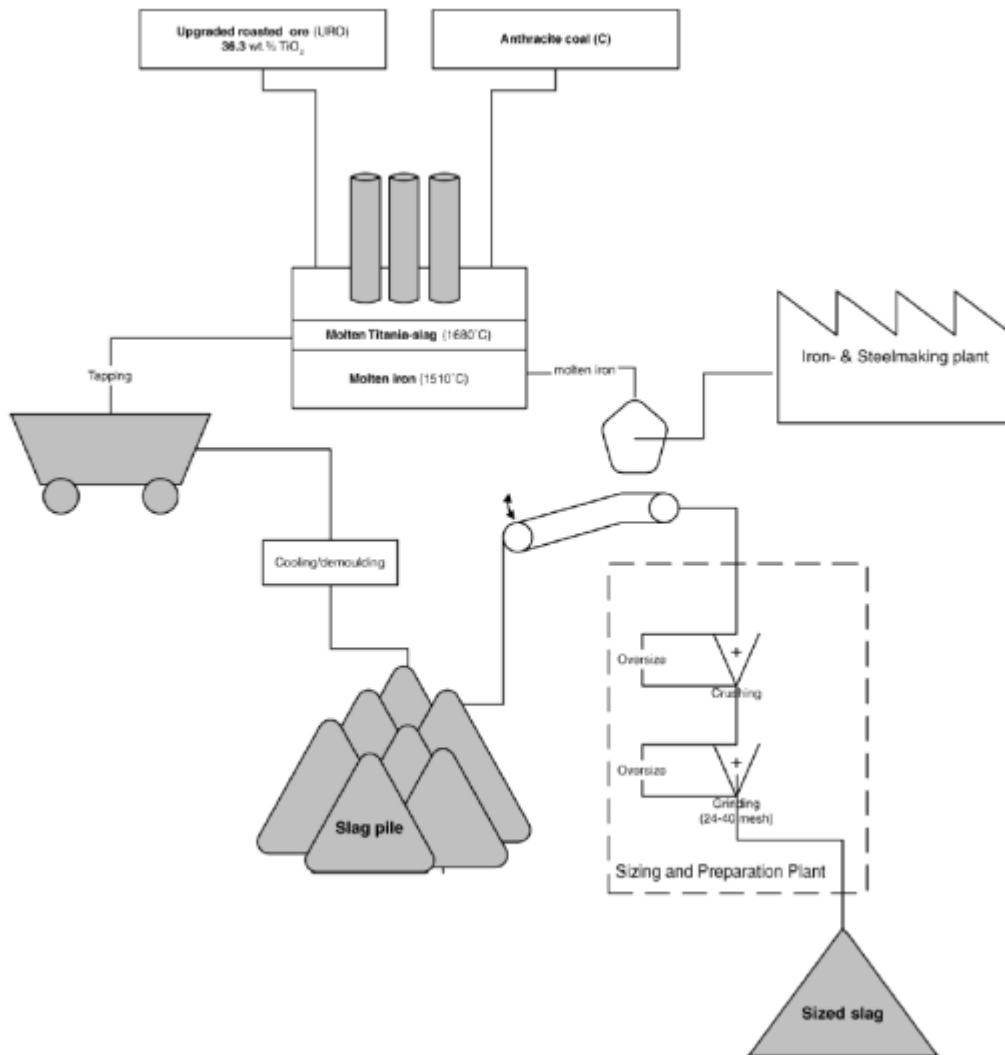 Upgraded roasted ore (URO)
36.3 wt.% TiO₂
Anthracite coal (C)
Molten Titania-slag (1680°C)
Molten iron (1510°C)
Tapping
molten iron
Iron- & Steelmaking plant
Cooling/demoulding
Oversize
Crushing
Oversize
Grinding
(24-40 mesh)
Slag pile
Sizing and Preparation Plant
Sized slag